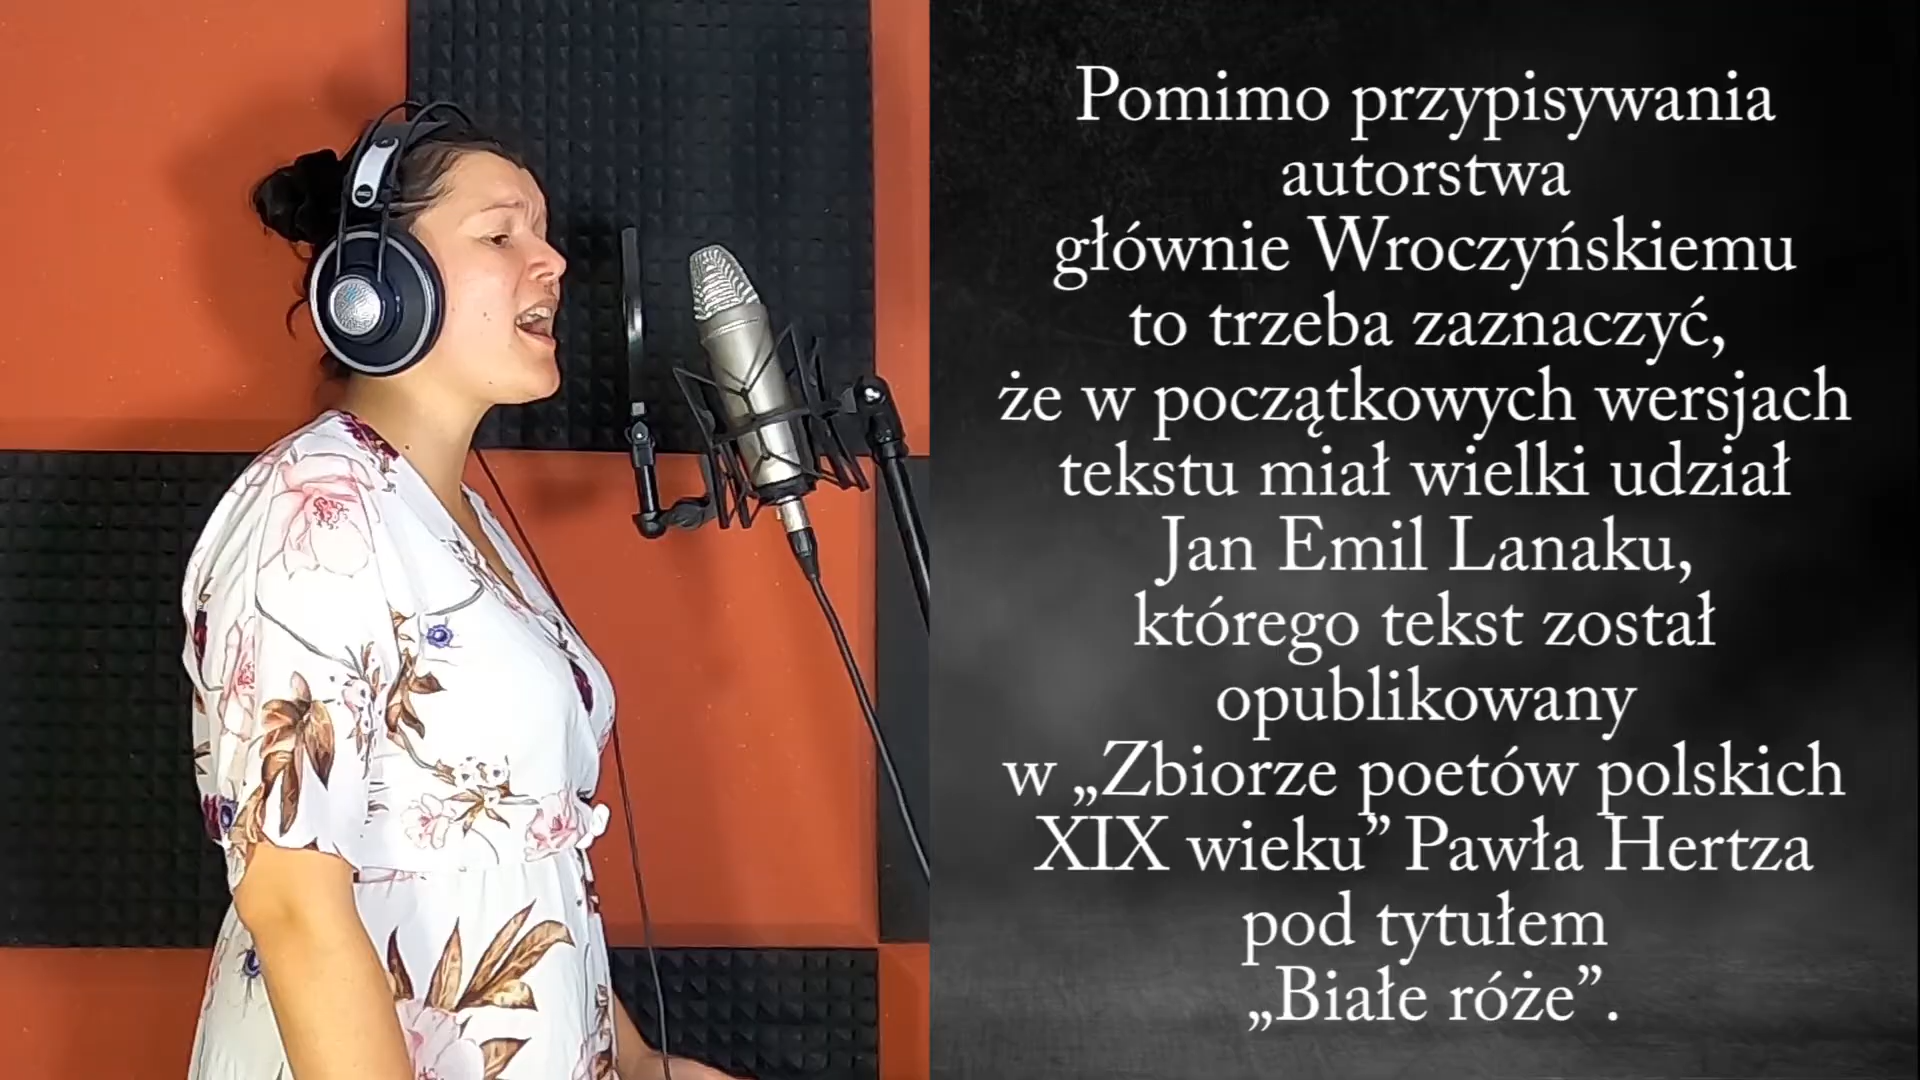 Pomimo przypisywania
autorstwa
głównie Wroczyńskiemu
to trzeba zaznaczyć,
że w początkowych wersjach
tekstu miał wielki udział
Jan Emil Lanaku,
którego tekst został
opublikowany
w „Zbiorze poetów polskich
XIX wieku” Pawła Hertza
pod tytułem
„Białe róże”.